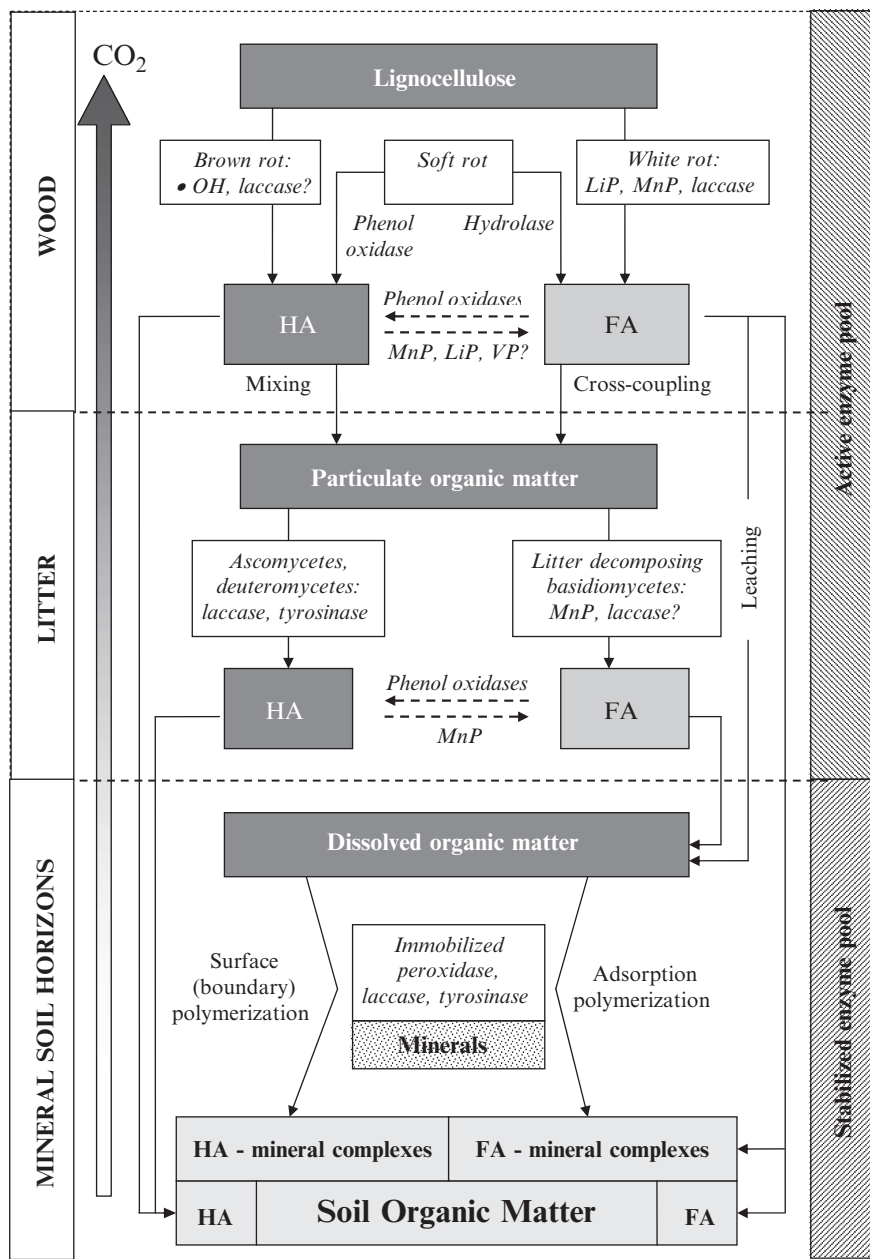 CO2
WOOD
Lignocellulose
Brown rot:
• OH, laccase?
Soft rot
White rot:
LiP, MnP, laccase
Phenol
oxidase
Hydrolase
HA
Phenol oxidases
MnP, LiP, VP?
FA
Mixing
Cross-coupling
Active enzyme pool
LITTER
Particulate organic matter
Ascomycetes,
deuteromycetes:
laccase, tyrosinase
Litter decomposing
basidiomycetes:
MnP, laccase?
Leaching
HA
Phenol oxidases
MnP
FA
MINERAL SOIL HORIZONS
Dissolved organic matter
Surface
(boundary)
polymerization
Immobilized
peroxidase,
laccase, tyrosinase
Minerals
Adsorption
polymerization
Stabilized enzyme pool
HA - mineral complexes
FA - mineral complexes
HA
Soil Organic Matter
FA